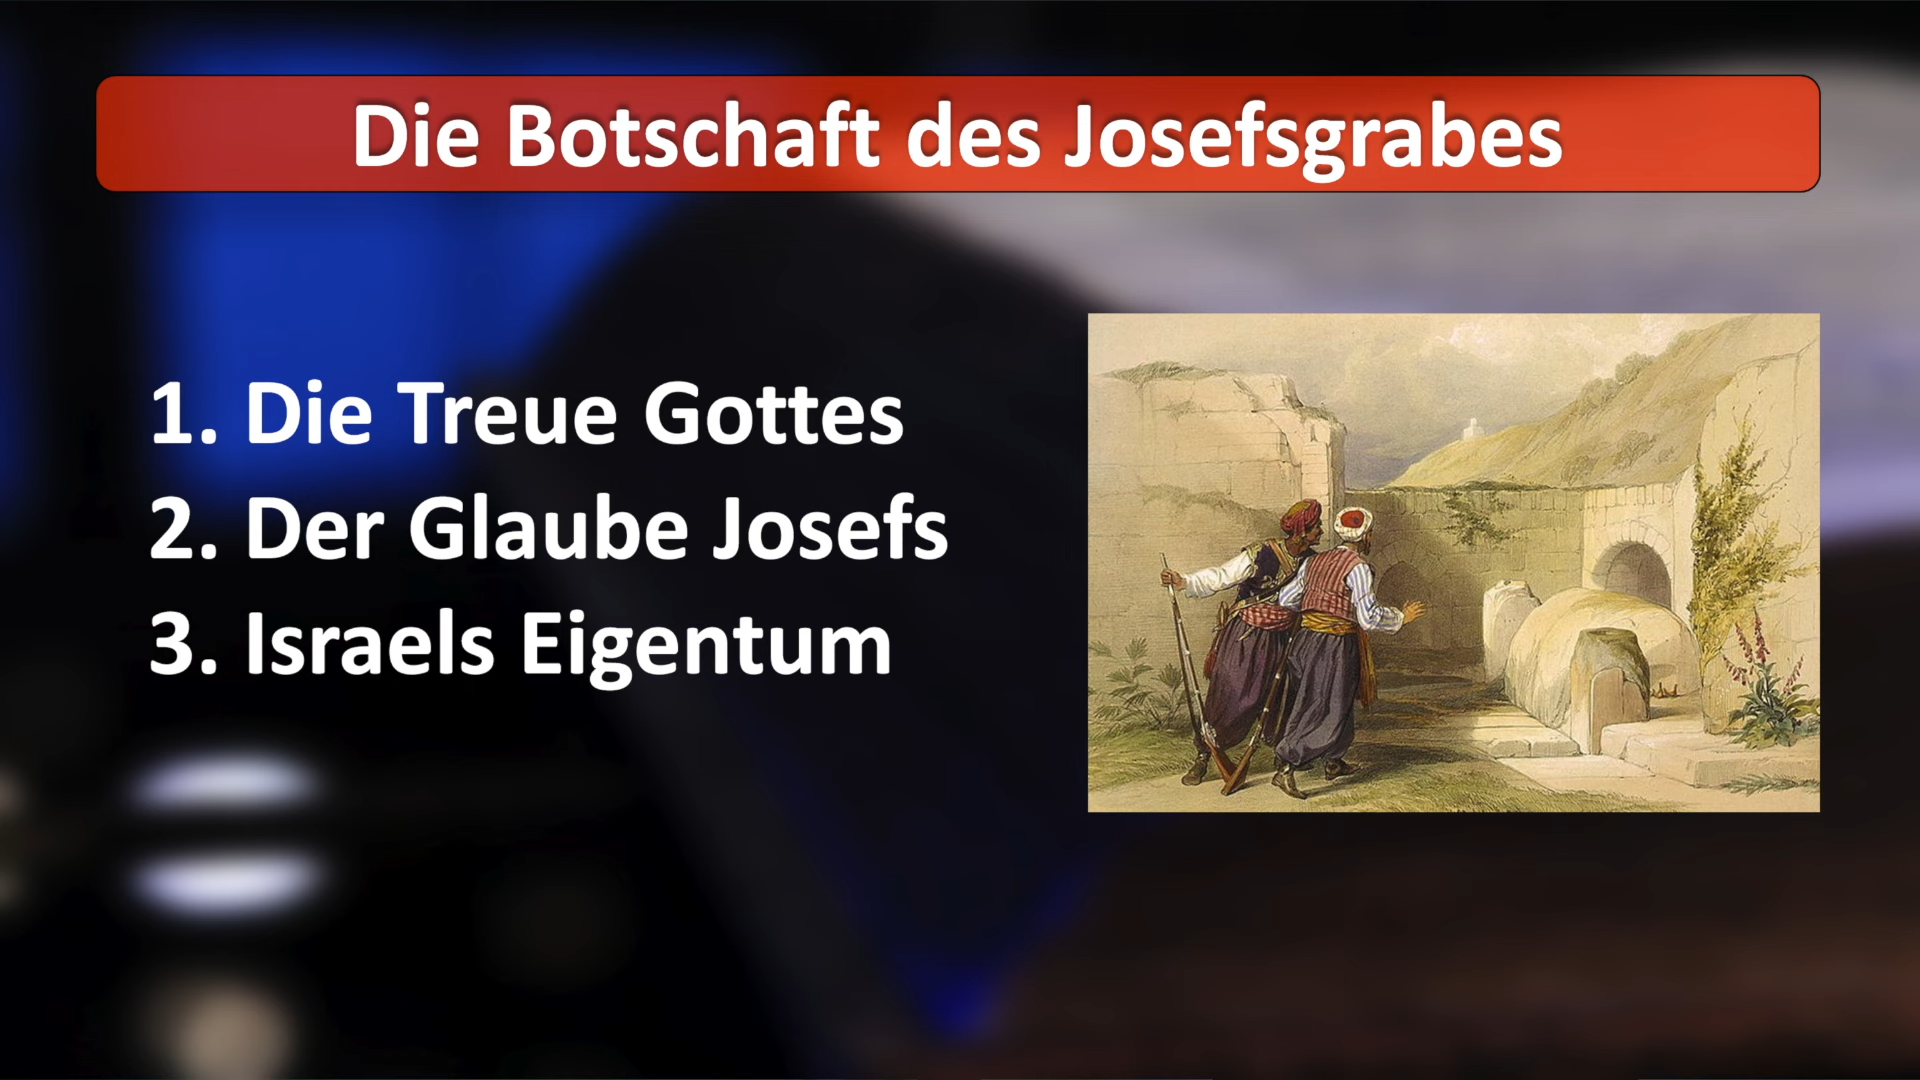 Die Botschaft des Josefsgrabes
1. Die Treue Gottes
2. Der Glaube Josefs
3. Israels Eigentum